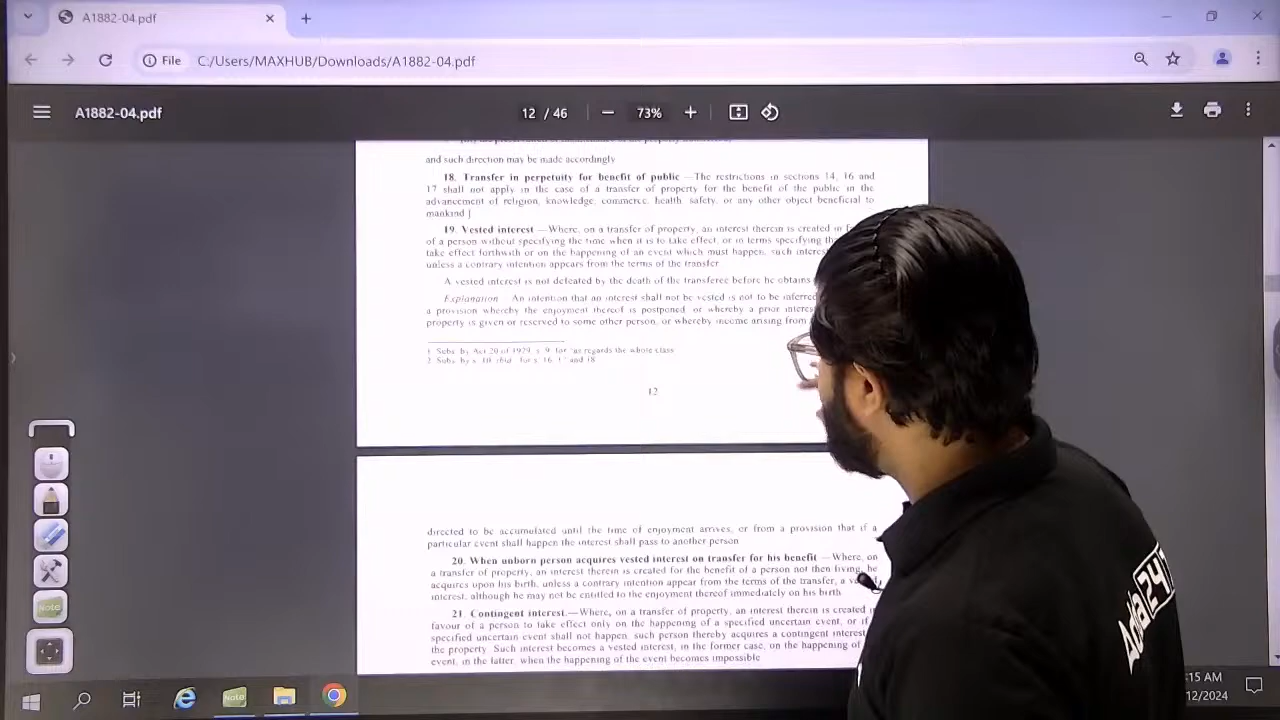 A1882-04.pdf
File C:/Users/MAXHUB/Downloads/A1882-04.pdf
A1882-04.pdf 12 / 46 73%
and such direction may be made accordingly
18. Transfer in perpetuity for benefit of public —The restrictions in sections 14, 16 and
17 shall not apply in the case of a transfer of property for the benefit of the public in the
advancement of religion, knowledge, commerce, health, safety, or any other object beneficial to
mankind ]
19. Vested interest —Where, on a transfer of property, an interest therein is created in
of a person without specifying the time when it is to take effect, or in terms specifying
take effect forthwith or on the happening of an event which must happen, such
unless a contrary intention appears from the terms of the transfer
A vested interest is not defeated by the death of the transferee before he obtains
Explanation An intention that an interest shall not be vested is not to be inferred
a provision whereby the enjoyment thereof is postponed, or whereby a prior
property is given or reserved to some other person, or whereby income arising from
1 Subs by Act 20 of 1929, s 9, for "as regards the whole class
2 Subs by s 10, ibid for s 16, and 18
12
directed to be accumulated until the time of enjoyment arrives, or from a provision that if a
particular event shall happen the interest shall pass to another person
20. When unborn person acquires vested interest on transfer for his benefit —Where, on
a transfer of property, an interest therein is created for the benefit of a person not then living, he
acquires upon his birth, unless a contrary intention appear from the terms of the transfer, a
interest, although he may not be entitled to the enjoyment thereof immediately on his birth
21. Contingent interest.—Where, on a transfer of property, an interest therein is created
favour of a person to take effect only on the happening of a specified uncertain event, or if
specified uncertain event shall not happen, such person thereby acquires a contingent interest
the property. Such interest becomes a vested interest, in the former case, on the happening of
event, in the latter, when the happening of the event becomes impossible
Note
Note
:15 AM
/12/2024
Adda 247